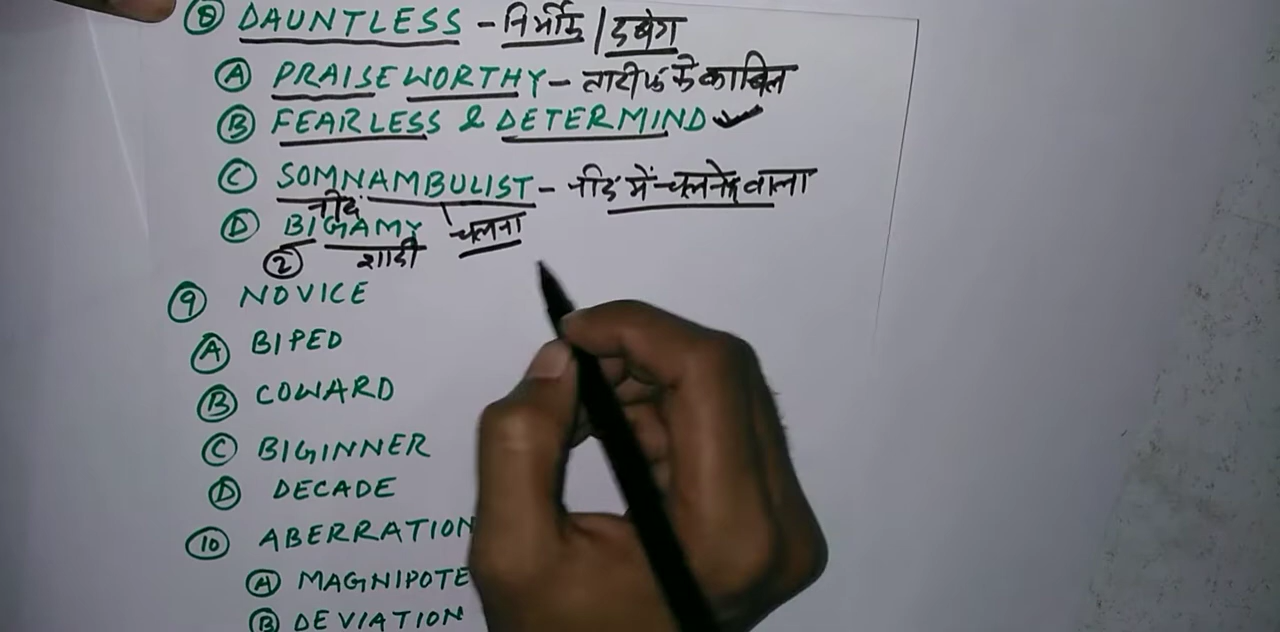 ⑧ DAUNTLESS - निर्भीक / दबंग
Ⓐ PRAISEWORTHY - तारीफ के काबिल
Ⓑ FEARLESS & DETERMIND ✓
Ⓒ SOMNAMBULIST - नींद में चलने वाला
नींद
Ⓓ BIGAMY चलना
② शादी
⑨ NOVICE
Ⓐ BIPED
Ⓑ COWARD
Ⓒ BIGINNER
Ⓓ DECADE
⑩ ABERRATION
Ⓐ MAGNIPOTE
Ⓑ DEVIATION